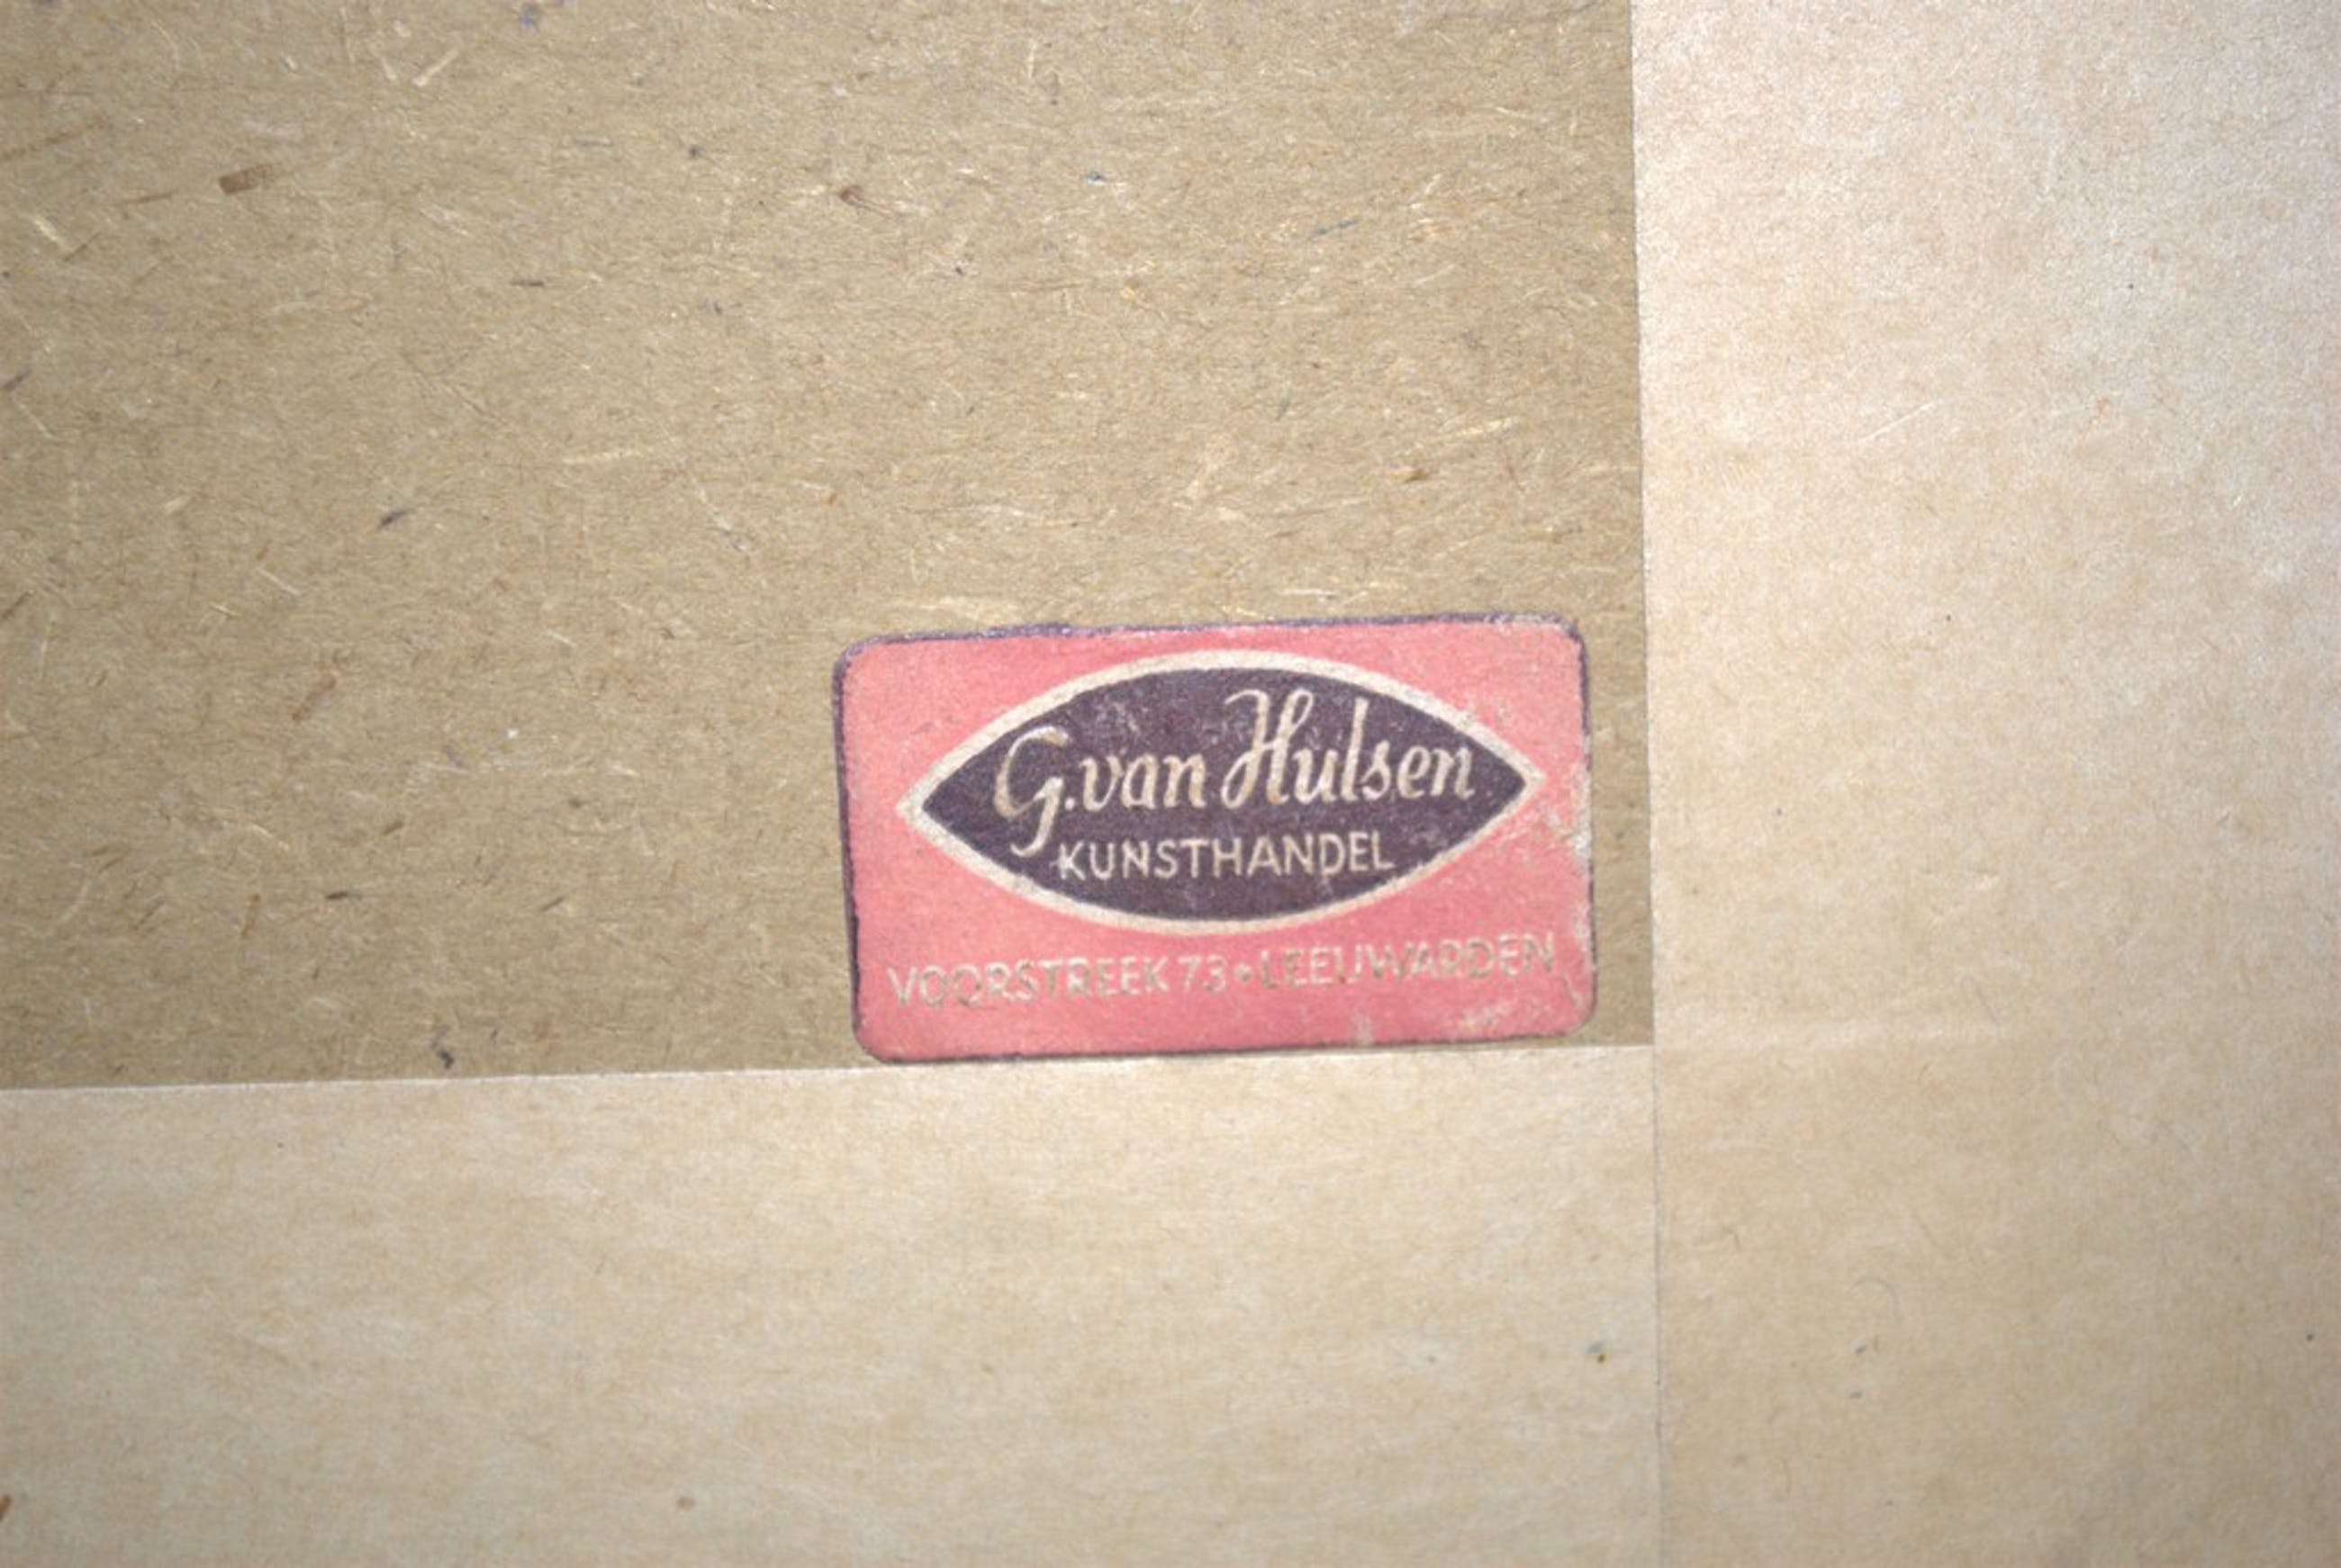 G. van Hulsen
KUNSTHANDEL
VOORSTREEK 73 • LEEUWARDEN